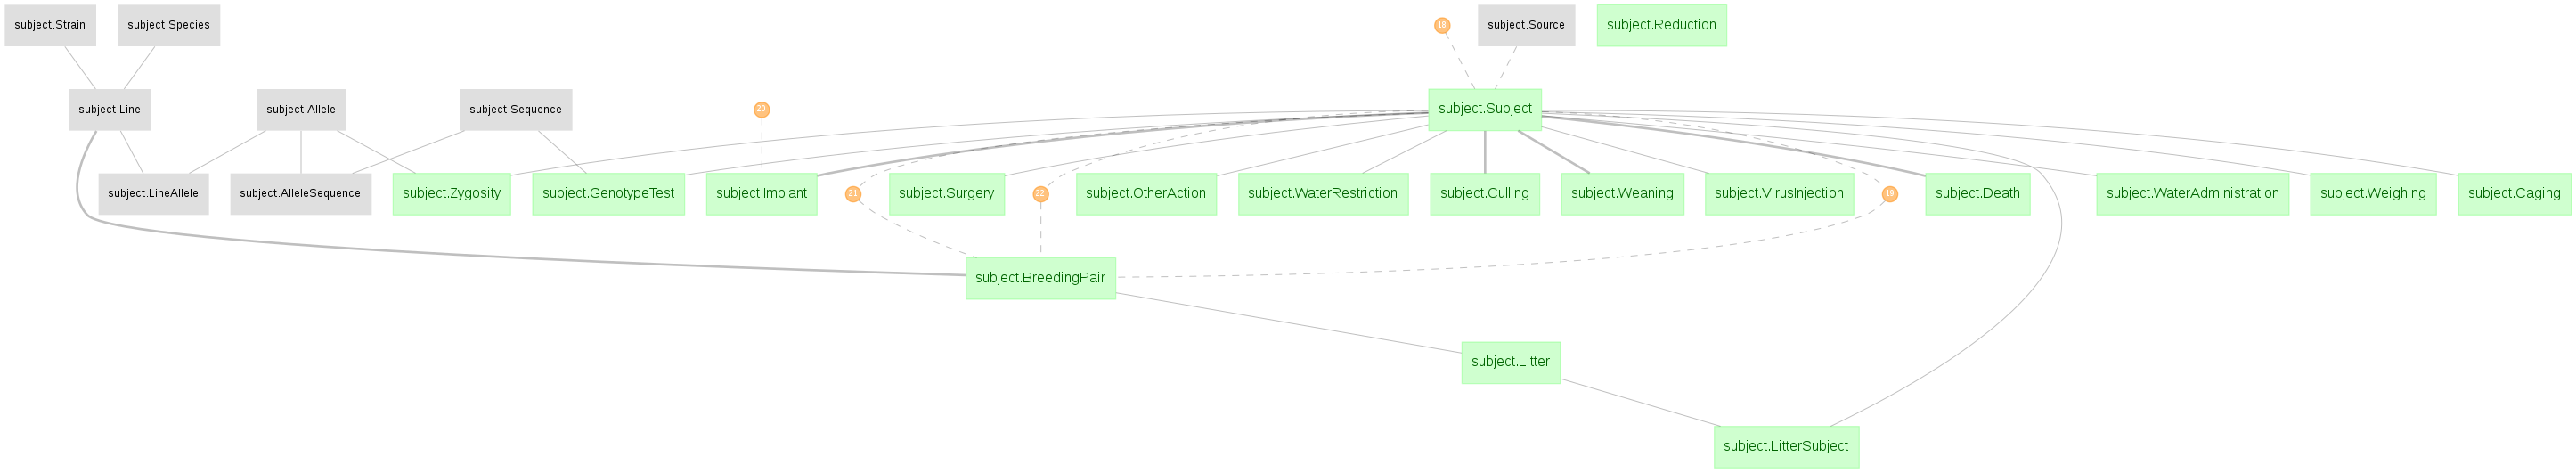 subject.Strain
subject.Species
18
subject.Source
subject.Reduction
subject.Line
subject.Allele
subject.Sequence
20
subject.Subject
subject.LineAllele
subject.AlleleSequence
subject.Zygosity
subject.GenotypeTest
subject.Implant
21
subject.Surgery
22
subject.OtherAction
subject.WaterRestriction
subject.Culling
subject.Weaning
subject.VirusInjection
19
subject.Death
subject.WaterAdministration
subject.Weighing
subject.Caging
subject.BreedingPair
subject.Litter
subject.LitterSubject